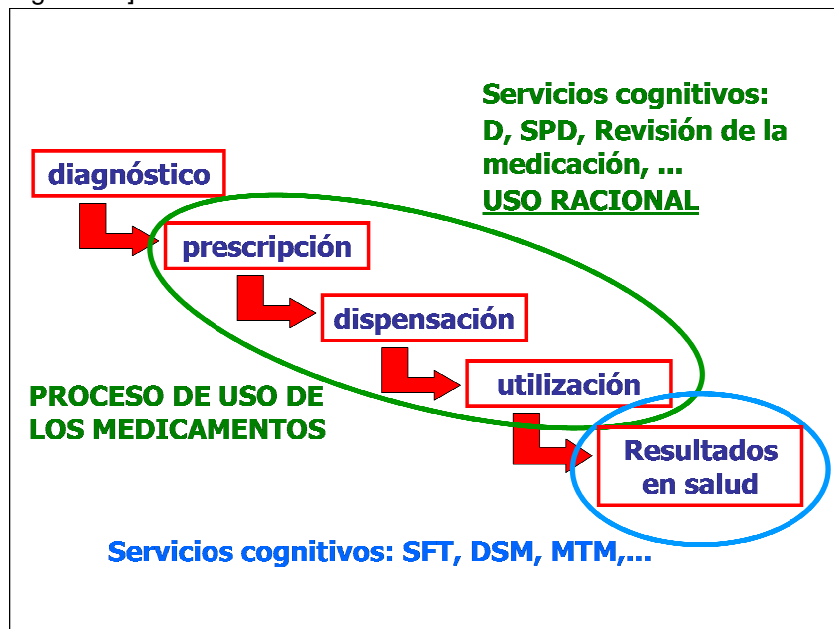 Servicios cognitivos:
D, SPD, Revisión de la
medicación, ...
USO RACIONAL
diagnóstico
prescripción
dispensación
utilización
PROCESO DE USO DE
LOS MEDICAMENTOS
Resultados
en salud
Servicios cognitivos: SFT, DSM, MTM,...